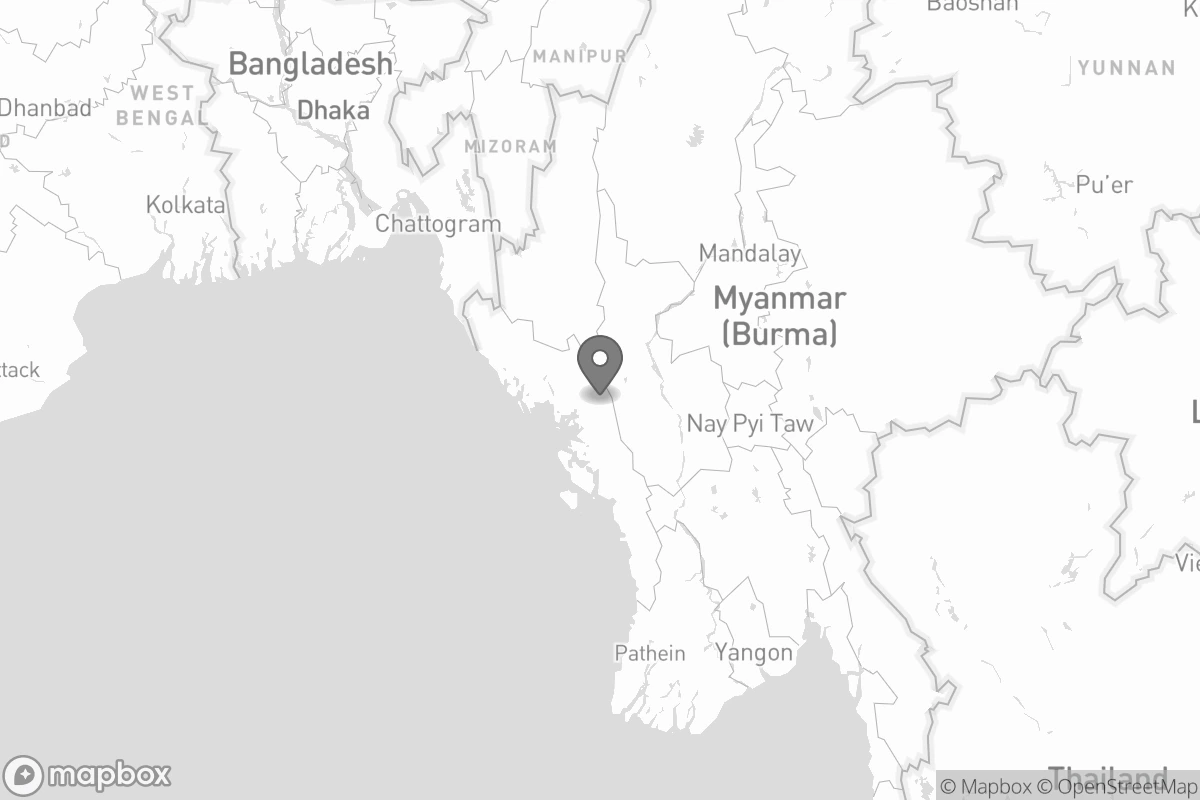 Baoshan
K
MANIPUR
Bangladesh
YUNNAN
WEST
BENGAL
Dhanbad
Dhaka
MIZORAM
Pu’er
Kolkata
Chattogram
Mandalay
Myanmar
(Burma)
ttack
L
Nay Pyi Taw
Vie
Pathein
Yangon
Thailand
mapbox
© Mapbox © OpenStreetMap